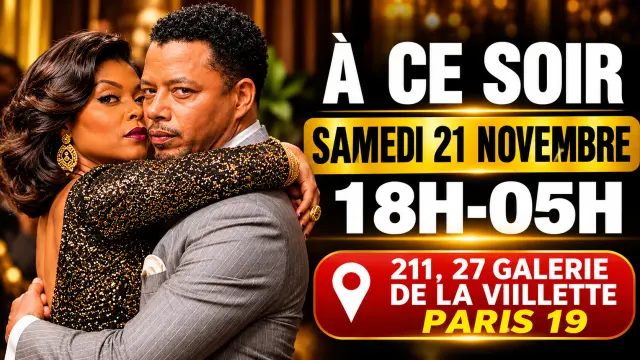 À CE SOIR
SAMEDI 21 NOVEMBRE
18H-05H
211, 27 GALERIE
DE LA VIILLETTE
PARIS 19